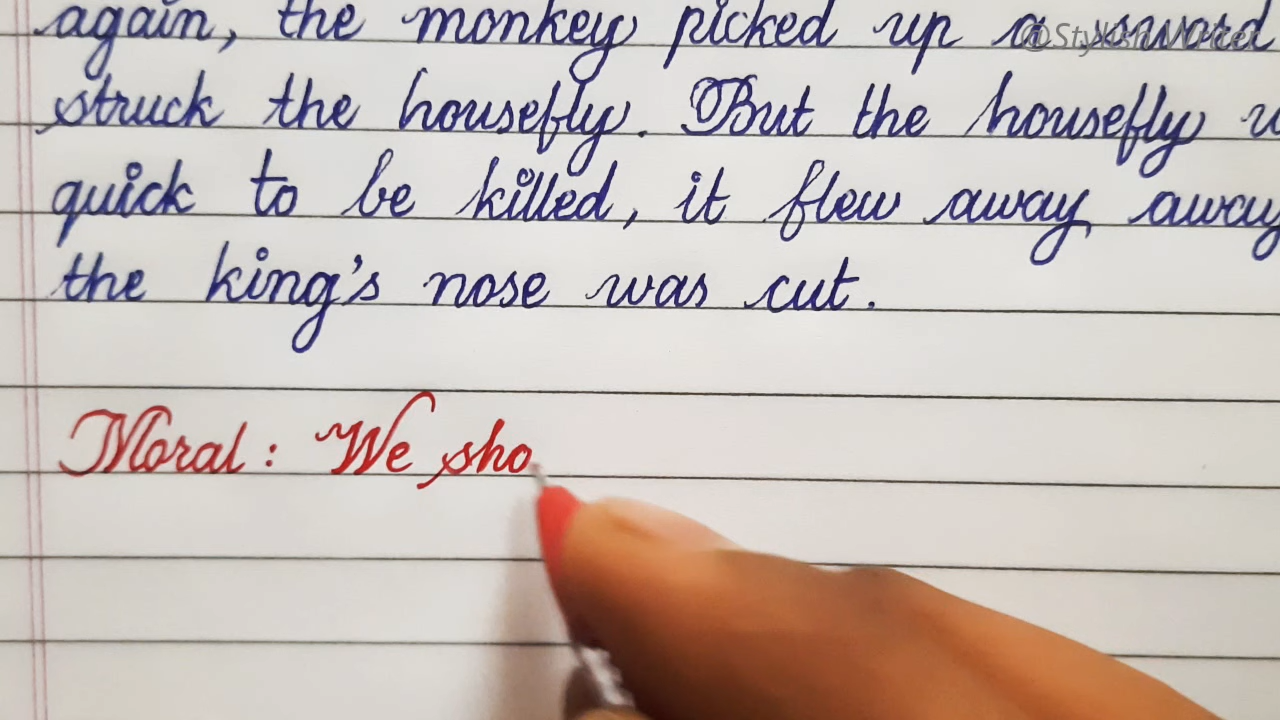 again, the monkey picked up a sword
struck the housefly. But the housefly
quick to be killed, it flew away, away
the king's nose was cut.
Moral: We sho